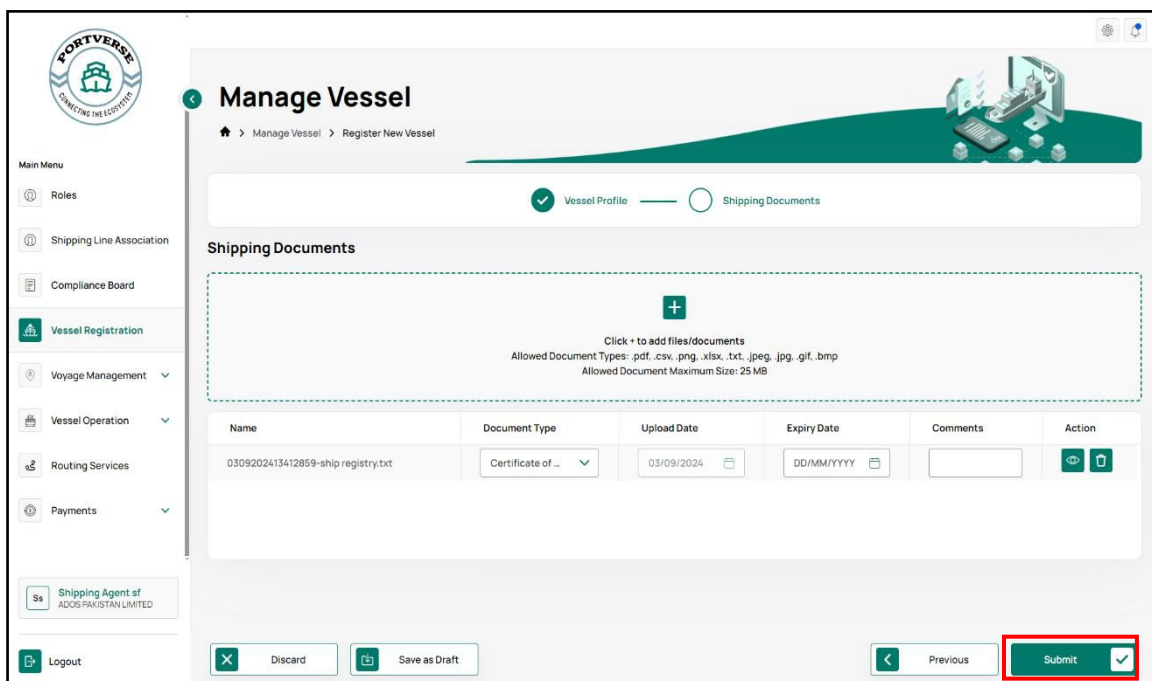 PORTVERSE
CONNECTING THE ECOSYSTEM
Manage Vessel
Manage Vessel > Register New Vessel
Main Menu
Roles
Shipping Line Association
Compliance Board
Vessel Registration
Voyage Management
Vessel Operation
Routing Services
Payments
Ss
Shipping Agent sf
ADOS PAKISTAN LIMITED
Logout
Vessel Profile
Shipping Documents
Shipping Documents
Click + to add files/documents
Allowed Document Types: .pdf, .csv, .png, .xlsx, .txt, .jpeg, .jpg, .gif, .bmp
Allowed Document Maximum Size: 25 MB
Name Document Type Upload Date Expiry Date Comments Action
0309202413412859-ship registry.txt Certificate of ... 03/09/2024 DD/MM/YYYY
Discard Save as Draft Previous Submit